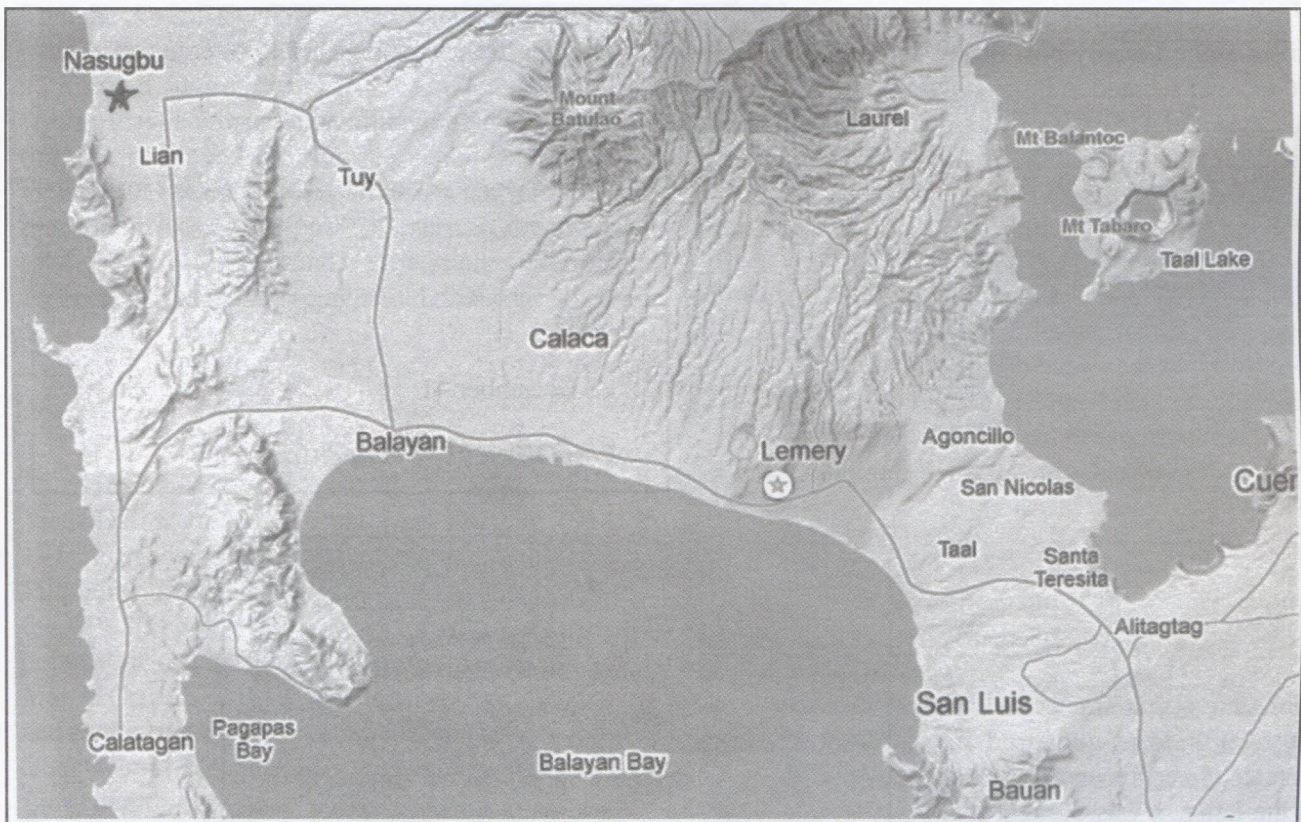 Nasugbu
Mount
Batulao
Laurel
Mt Balantoc
Lian
Tuy
Mt Tabaro
Taal Lake
Calaca
Balayan
Lemery
Agoncillo
San Nicolas
Cuen
Taal
Santa
Teresita
Alitagtag
San Luis
Calatagan
Pagapas
Bay
Balayan Bay
Bauan